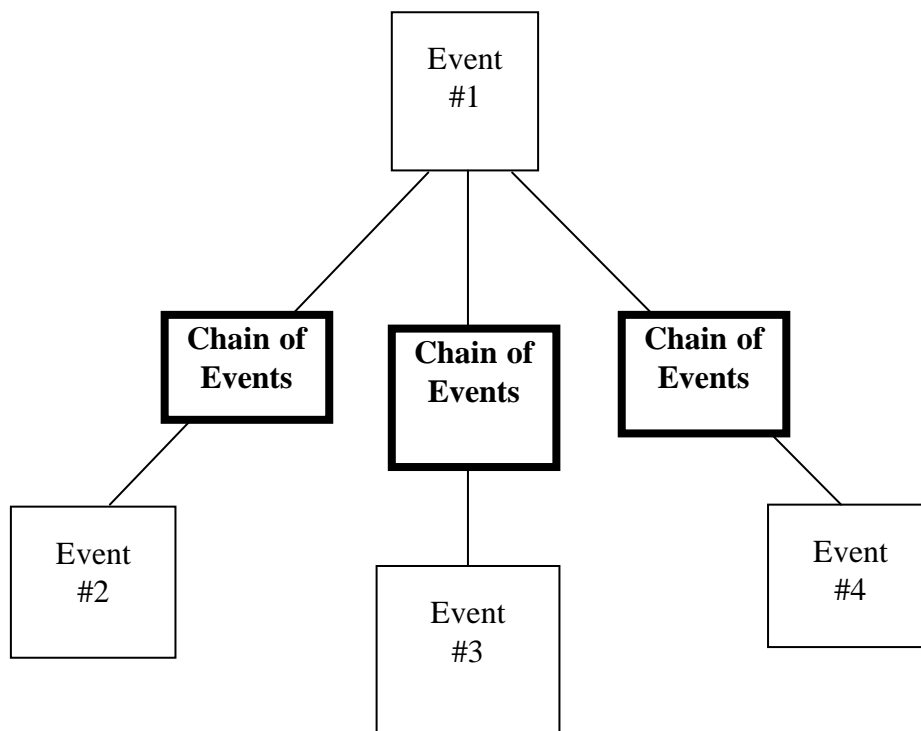 Event
#1
Chain of
Events
Chain of
Events
Chain of
Events
Event
#2
Event
#3
Event
#4